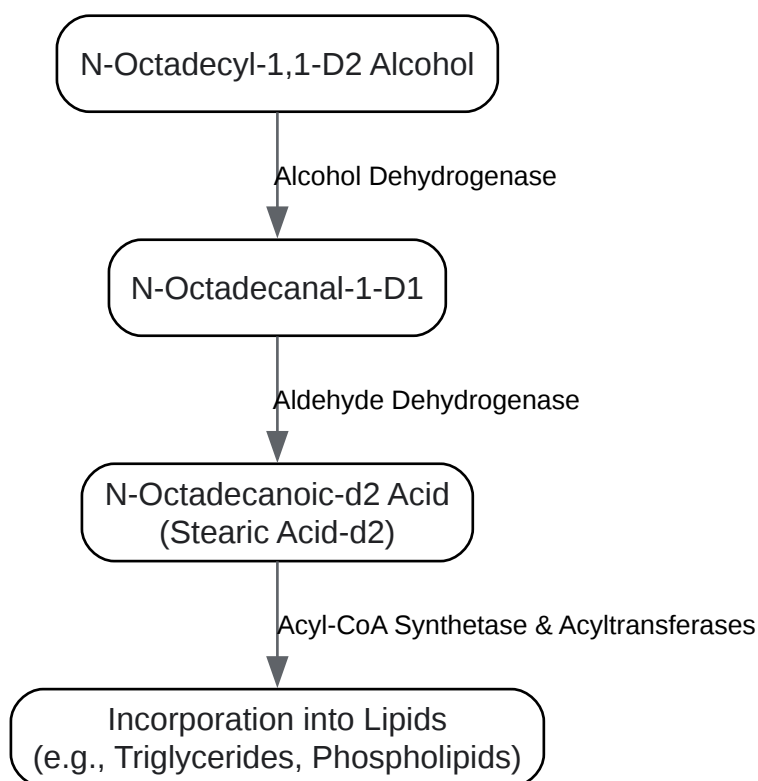 N-Octadecyl-1,1-D2 Alcohol
Alcohol Dehydrogenase
N-Octadecanal-1-D1
Aldehyde Dehydrogenase
N-Octadecanoic-d2 Acid
(Stearic Acid-d2)
Acyl-CoA Synthetase & Acyltransferases
Incorporation into Lipids
(e.g., Triglycerides, Phospholipids)